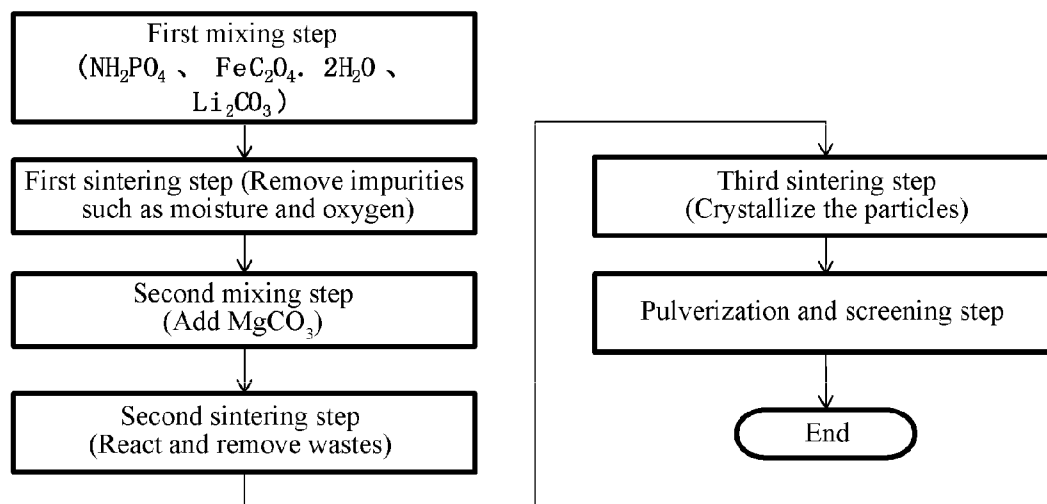 First mixing step
(NH₂PO₄ 、 FeC₂O₄. 2H₂O 、
Li₂CO₃)
First sintering step (Remove impurities
such as moisture and oxygen)
Second mixing step
(Add MgCO₃)
Second sintering step
(React and remove wastes)
Third sintering step
(Crystallize the particles)
Pulverization and screening step
End